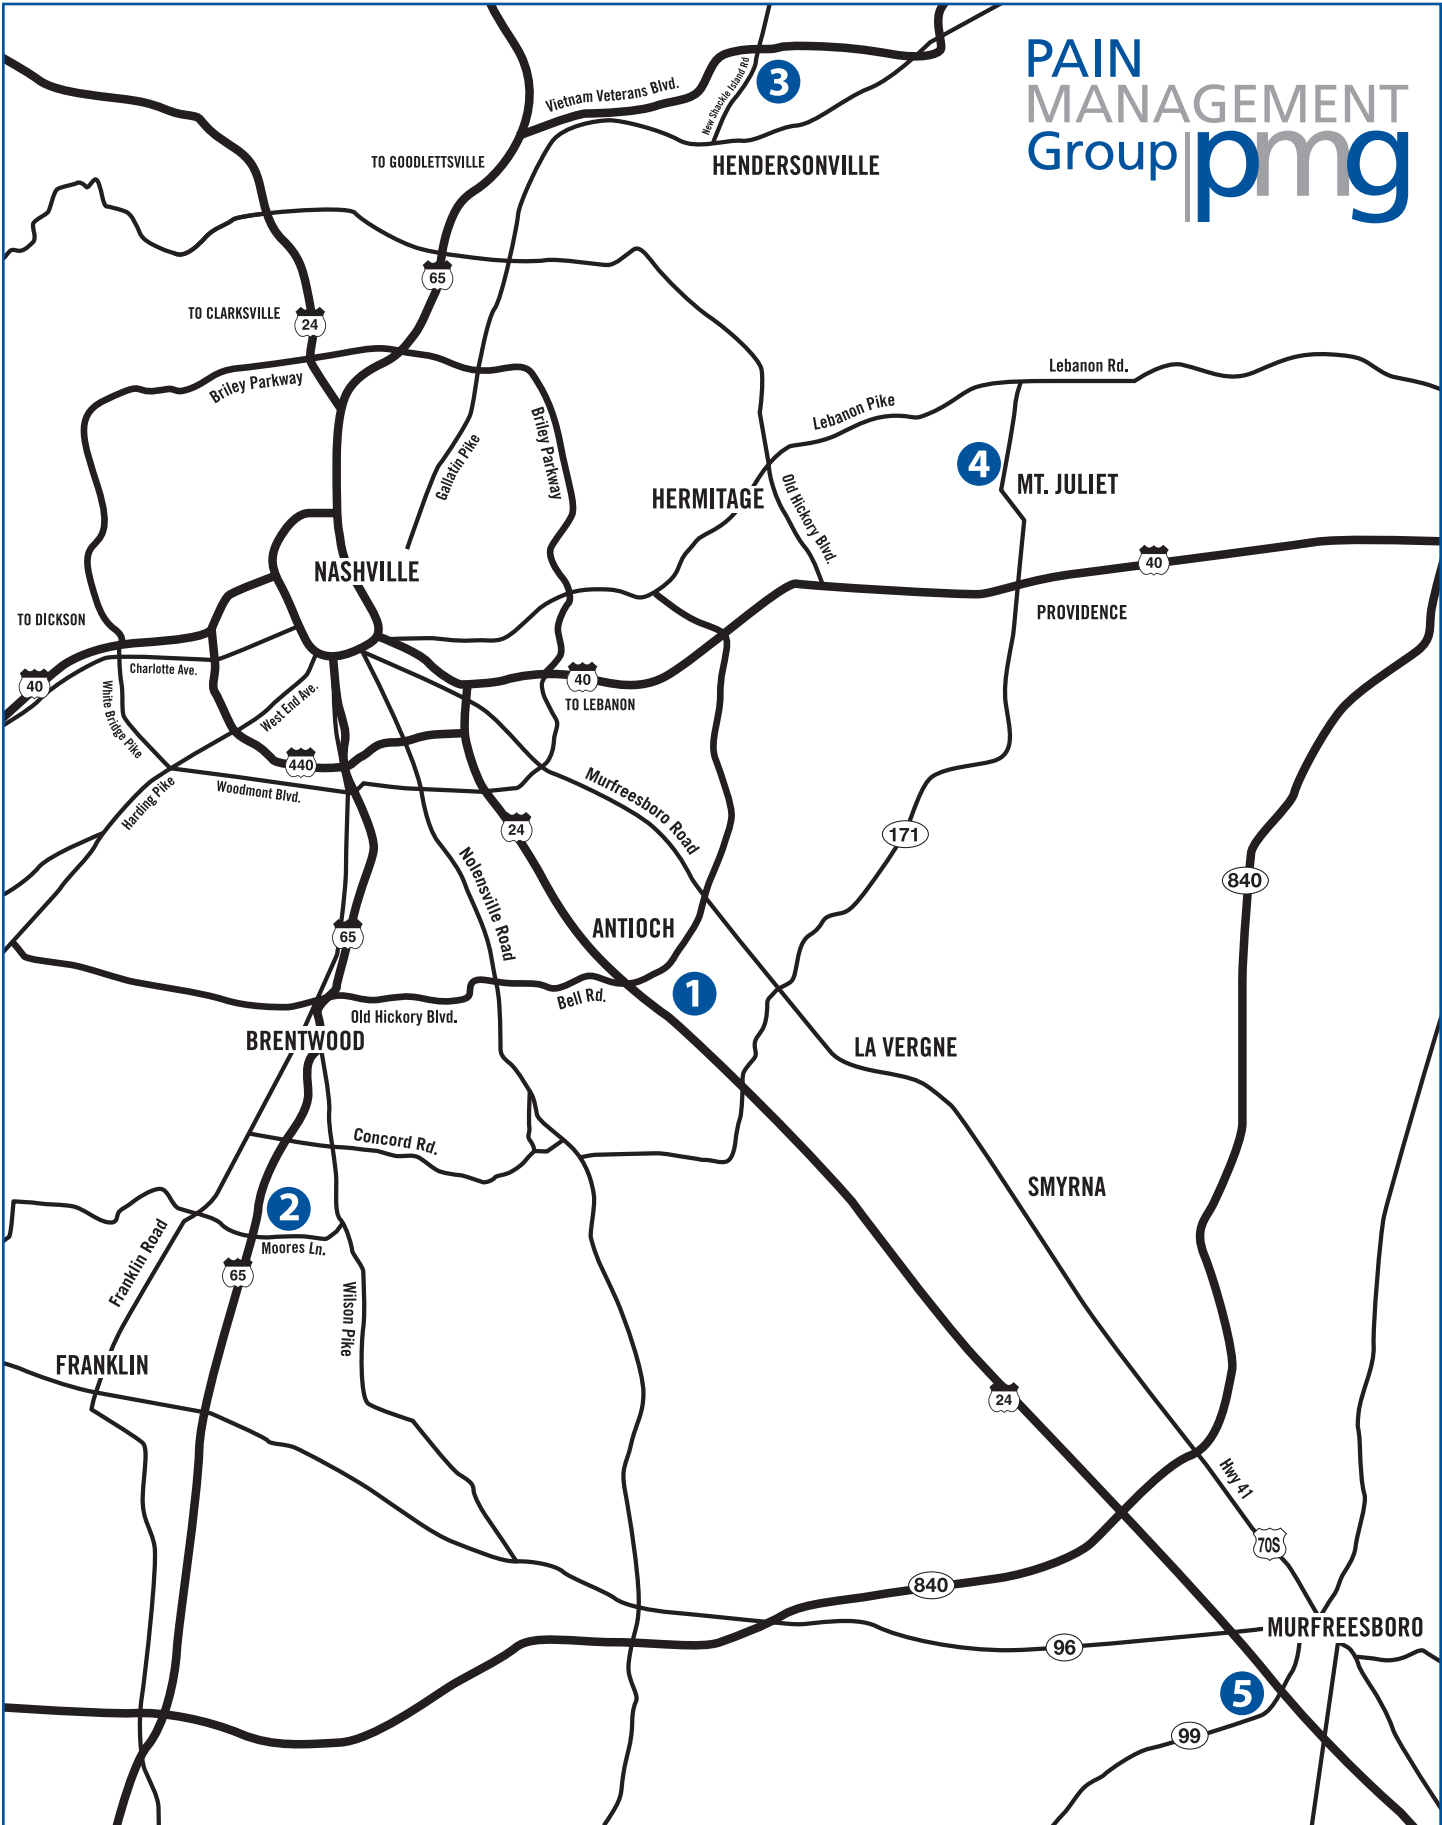 PAIN
MANAGEMENT
Group
pmg
Vietnam Veterans Blvd.
New Shackle Island Rd
3
TO GOODLETTSVILLE
HENDERSONVILLE
65
TO CLARKSVILLE
24
Briley Parkway
Lebanon Rd.
Lebanon Pike
Briley Parkway
Gallatin Pike
4
MT. JULIET
HERMITAGE
Old Hickory Blvd.
40
NASHVILLE
PROVIDENCE
TO DICKSON
Charlotte Ave.
40
40
TO LEBANON
White Bridge Pike
West End Ave.
440
Woodmont Blvd.
Harding Pike
Murfreesboro Road
24
171
840
Nolensville Road
ANTIOCH
65
1
Bell Rd.
Old Hickory Blvd.
BRENTWOOD
LA VERGNE
Concord Rd.
SMYRNA
2
Moores Ln.
Franklin Road
65
Wilson Pike
FRANKLIN
24
Hwy 41
70S
840
MURFREESBORO
96
5
99